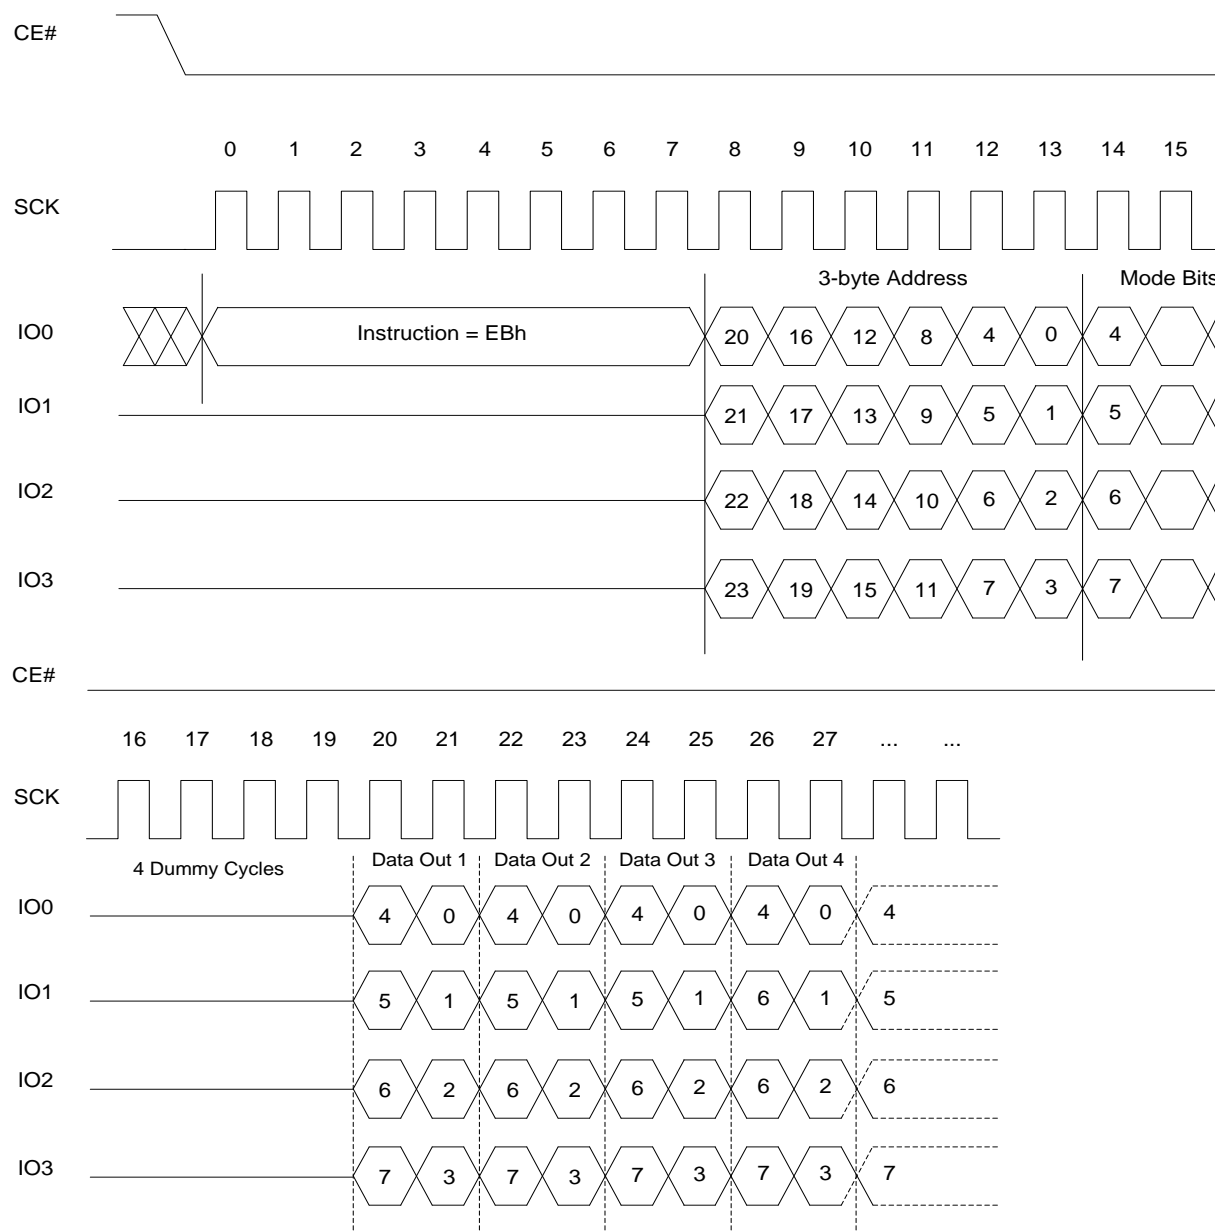 CE#
0 1 2 3 4 5 6 7 8 9 10 11 12 13 14 15
SCK
3-byte Address Mode Bits
IO0 Instruction = EBh 20 16 12 8 4 0 4
IO1 21 17 13 9 5 1 5
IO2 22 18 14 10 6 2 6
IO3 23 19 15 11 7 3 7
CE#
16 17 18 19 20 21 22 23 24 25 26 27 ... ...
SCK
4 Dummy Cycles Data Out 1 Data Out 2 Data Out 3 Data Out 4
IO0 4 0 4 0 4 0 4 0 4
IO1 5 1 5 1 5 1 6 1 5
IO2 6 2 6 2 6 2 6 2 6
IO3 7 3 7 3 7 3 7 3 7